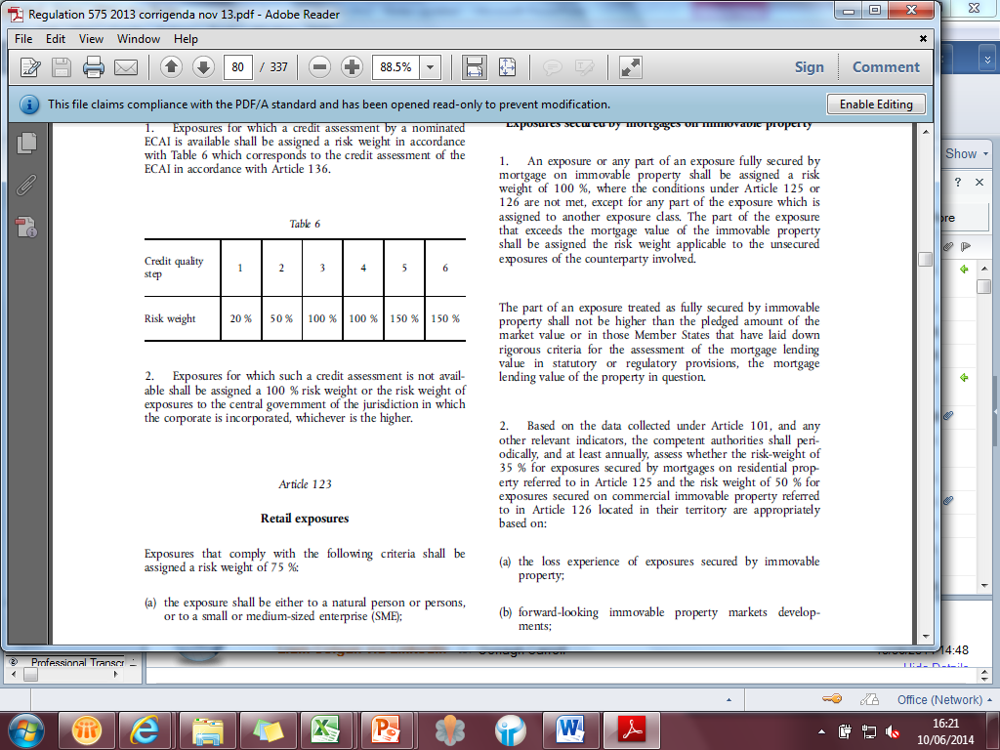 Regulation 575 2013 corrigenda nov 13.pdf - Adobe Reader
File Edit View Window Help
80 / 337 88.5% Sign Comment
This file claims compliance with the PDF/A standard and has been opened read-only to prevent modification. Enable Editing
1. Exposures for which a credit assessment by a nominated
ECAI is available shall be assigned a risk weight in accordance
with Table 6 which corresponds to the credit assessment of the
ECAI in accordance with Article 136.
Table 6
Credit quality
step
1 2 3 4 5 6
Risk weight 20 % 50 % 100 % 100 % 150 % 150 %
2. Exposures for which such a credit assessment is not avail-
able shall be assigned a 100 % risk weight or the risk weight of
exposures to the central government of the jurisdiction in which
the corporate is incorporated, whichever is the higher.
Article 123
Retail exposures
Exposures that comply with the following criteria shall be
assigned a risk weight of 75 %:
(a) the exposure shall be either to a natural person or persons,
or to a small or medium-sized enterprise (SME);
Exposures secured by mortgages on immovable property
1. An exposure or any part of an exposure fully secured by
mortgage on immovable property shall be assigned a risk
weight of 100 %, where the conditions under Article 125 or
126 are not met, except for any part of the exposure which is
assigned to another exposure class. The part of the exposure
that exceeds the mortgage value of the immovable property
shall be assigned the risk weight applicable to the unsecured
exposures of the counterparty involved.
The part of an exposure treated as fully secured by immovable
property shall not be higher than the pledged amount of the
market value or in those Member States that have laid down
rigorous criteria for the assessment of the mortgage lending
value in statutory or regulatory provisions, the mortgage
lending value of the property in question.
2. Based on the data collected under Article 101, and any
other relevant indicators, the competent authorities shall peri-
odically, and at least annually, assess whether the risk-weight of
35 % for exposures secured by mortgages on residential prop-
erty referred to in Article 125 and the risk weight of 50 % for
exposures secured on commercial immovable property referred
to in Article 126 located in their territory are appropriately
based on:
(a) the loss experience of exposures secured by immovable
property;
(b) forward-looking immovable property markets develop-
ments;
Show
ore
14:48
Hide Details
Professional Transcr
Office (Network)
16:21
10/06/2014